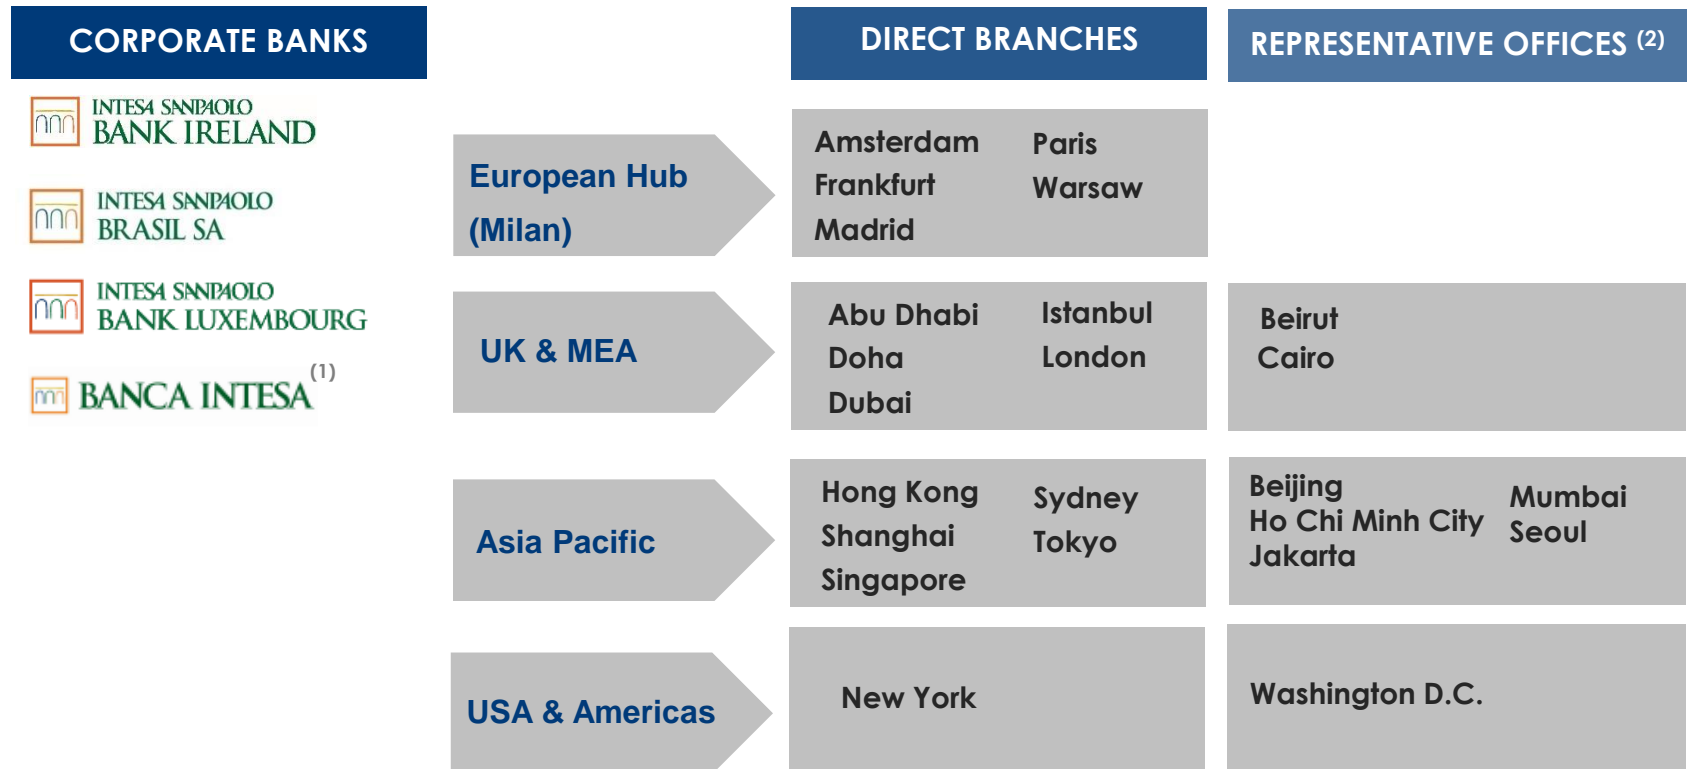 CORPORATE BANKS
DIRECT BRANCHES
REPRESENTATIVE OFFICES (2)
INTESA SANPAOLO
BANK IRELAND
INTESA SANPAOLO
BRASIL SA
INTESA SANPAOLO
BANK LUXEMBOURG
BANCA INTESA (1)
European Hub
(Milan)
Amsterdam
Frankfurt
Madrid
Paris
Warsaw
UK & MEA
Abu Dhabi
Doha
Dubai
Istanbul
London
Beirut
Cairo
Asia Pacific
Hong Kong
Shanghai
Singapore
Sydney
Tokyo
Beijing
Ho Chi Minh City
Jakarta
Mumbai
Seoul
USA & Americas
New York
Washington D.C.